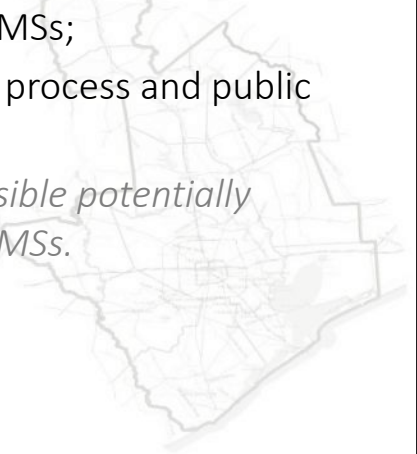 MSs;
process and public
sible potentially
MSs.